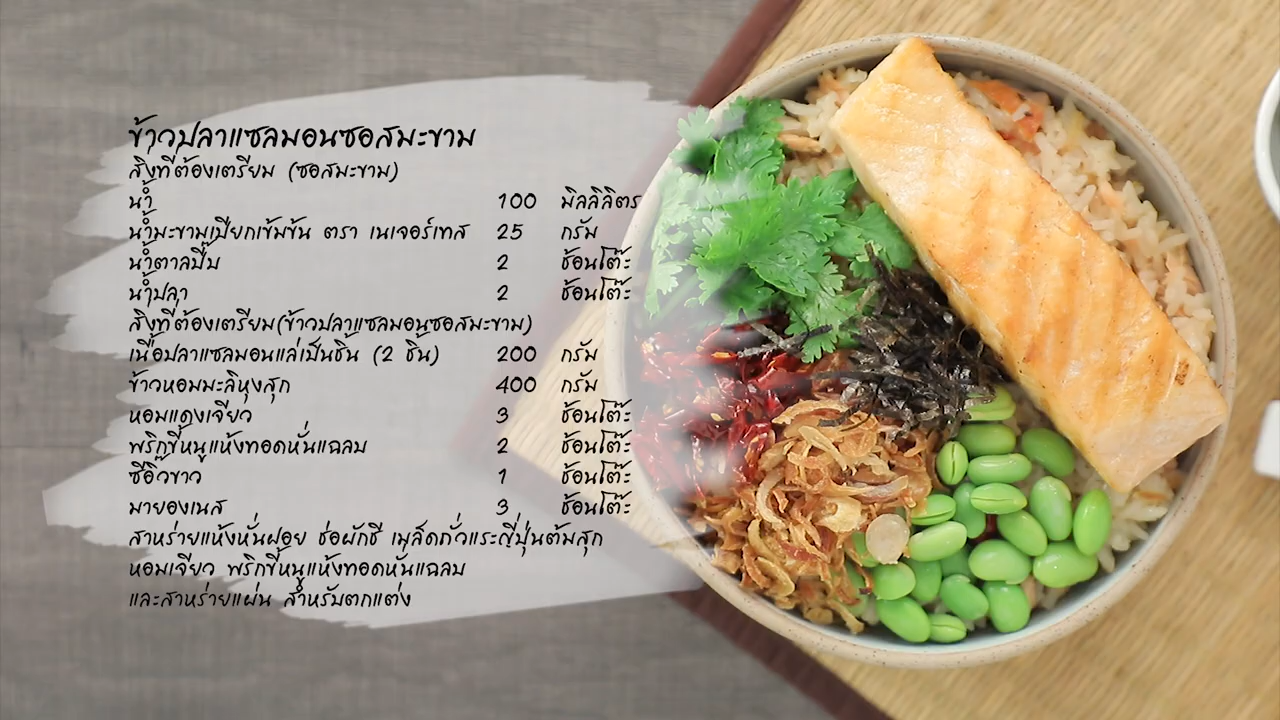 ข้าวปลาแซลมอนซอสมะขาม
สิ่งที่ต้องเตรียม (ซอสมะขาม)
น้ำ 100 มิลลิลิตร
น้ำมะขามเปียกเข้มข้น ตรา เนเจอร์เทส 25 กรัม
น้ำตาลปี๊บ 2 ช้อนโต๊ะ
น้ำปลา 2 ช้อนโต๊ะ
สิ่งที่ต้องเตรียม(ข้าวปลาแซลมอนซอสมะขาม)
เนื้อปลาแซลมอนแล่เป็นชิ้น (2 ชิ้น) 200 กรัม
ข้าวหอมมะลิหุงสุก 400 กรัม
หอมแดงเจียว 3 ช้อนโต๊ะ
พริกขี้หนูแห้งทอดหั่นแฉลบ 2 ช้อนโต๊ะ
ซีอิ๊วขาว 1 ช้อนโต๊ะ
มายองเนส 3 ช้อนโต๊ะ
สาหร่ายแห้งหั่นฝอย ช่อผักชี เมล็ดถั่วแระญี่ปุ่นต้มสุก
หอมเจียว พริกขี้หนูแห้งทอดหั่นแฉลบ
และสาหร่ายแผ่น สำหรับตกแต่ง